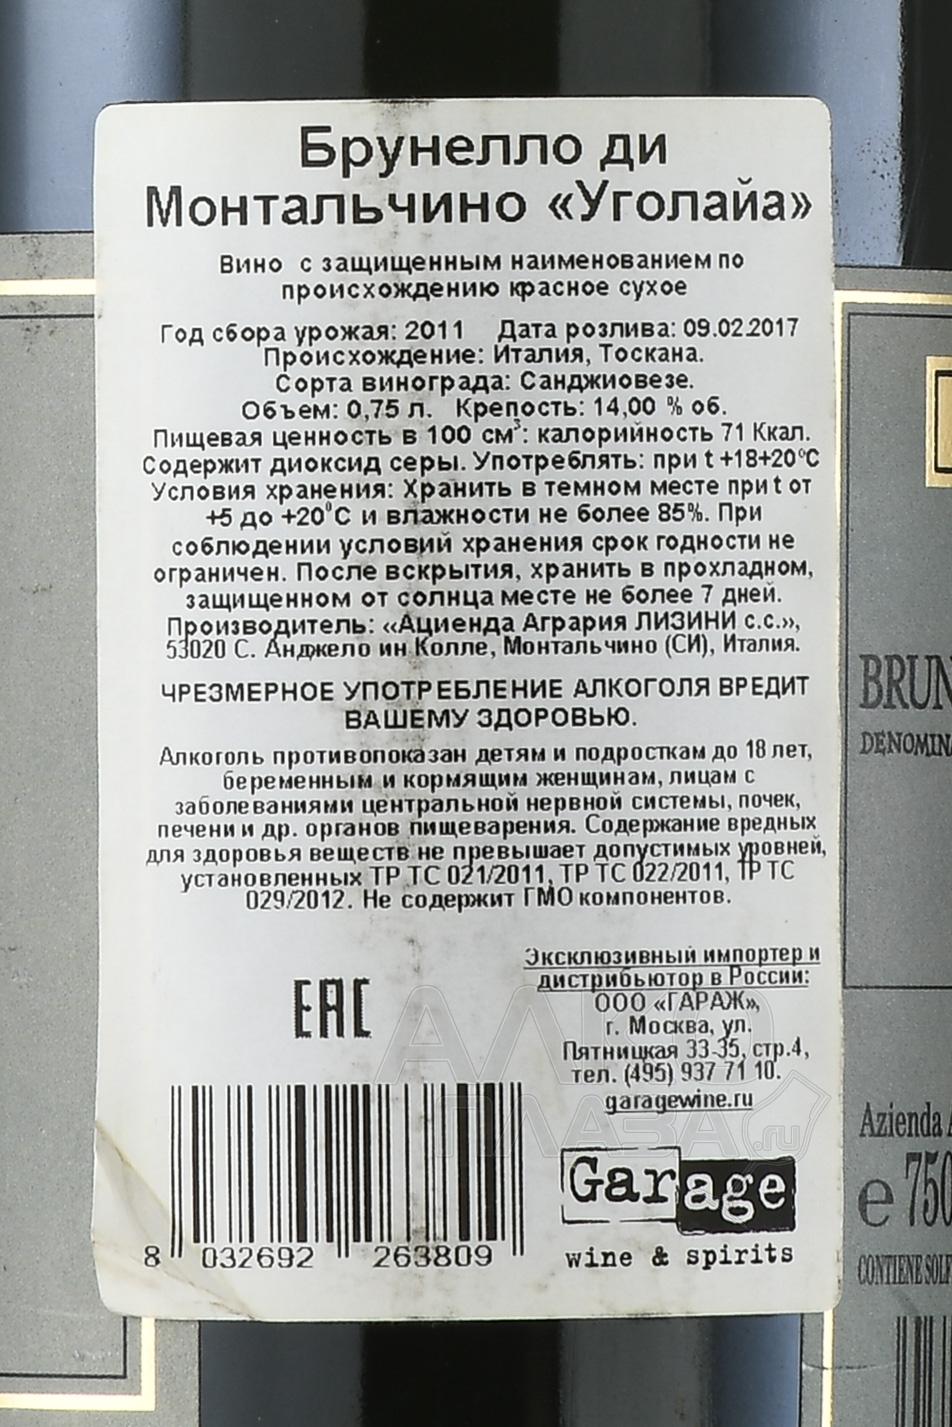 Брунелло ди
Монтальчино «Уголайа»
Вино с защищенным наименованием по
происхождению красное сухое
Год сбора урожая: 2011 Дата розлива: 09.02.2017
Происхождение: Италия, Тоскана.
Сорта винограда: Санджиовезе.
Объем: 0,75 л. Крепость: 14,00 % об.
Пищевая ценность в 100 см³: калорийность 71 Ккал.
Содержит диоксид серы. Употреблять: при t +18+20°С
Условия хранения: Хранить в темном месте при t от
+5 до +20°С и влажности не более 85%. При
соблюдении условий хранения срок годности не
ограничен. После вскрытия, хранить в прохладном,
защищенном от солнца месте не более 7 дней.
Производитель: «Ациенда Агрария ЛИЗИНИ с.с.»,
53020 С. Анджело ин Колле, Монтальчино (СИ), Италия.
ЧРЕЗМЕРНОЕ УПОТРЕБЛЕНИЕ АЛКОГОЛЯ ВРЕДИТ
ВАШЕМУ ЗДОРОВЬЮ.
Алкоголь противопоказан детям и подросткам до 18 лет,
беременным и кормящим женщинам, лицам с
заболеваниями центральной нервной системы, почек,
печени и др. органов пищеварения. Содержание вредных
для здоровья веществ не превышает допустимых уровней,
установленных ТР ТС 021/2011, ТР ТС 022/2011, ТР ТС
029/2012. Не содержит ГМО компонентов.
Эксклюзивный импортер и
дистрибьютор в России:
ООО «ГАРАЖ»,
г. Москва, ул.
Пятницкая 33-35, стр.4,
тел. (495) 937 71 10.
garagewine.ru
EAC
8 032692 263809
Garage
wine & spirits
АЛКО
ПЛАЗА.ru
BRUN
DENOMINA
Azienda A
e 750
CONTIENE SOLF